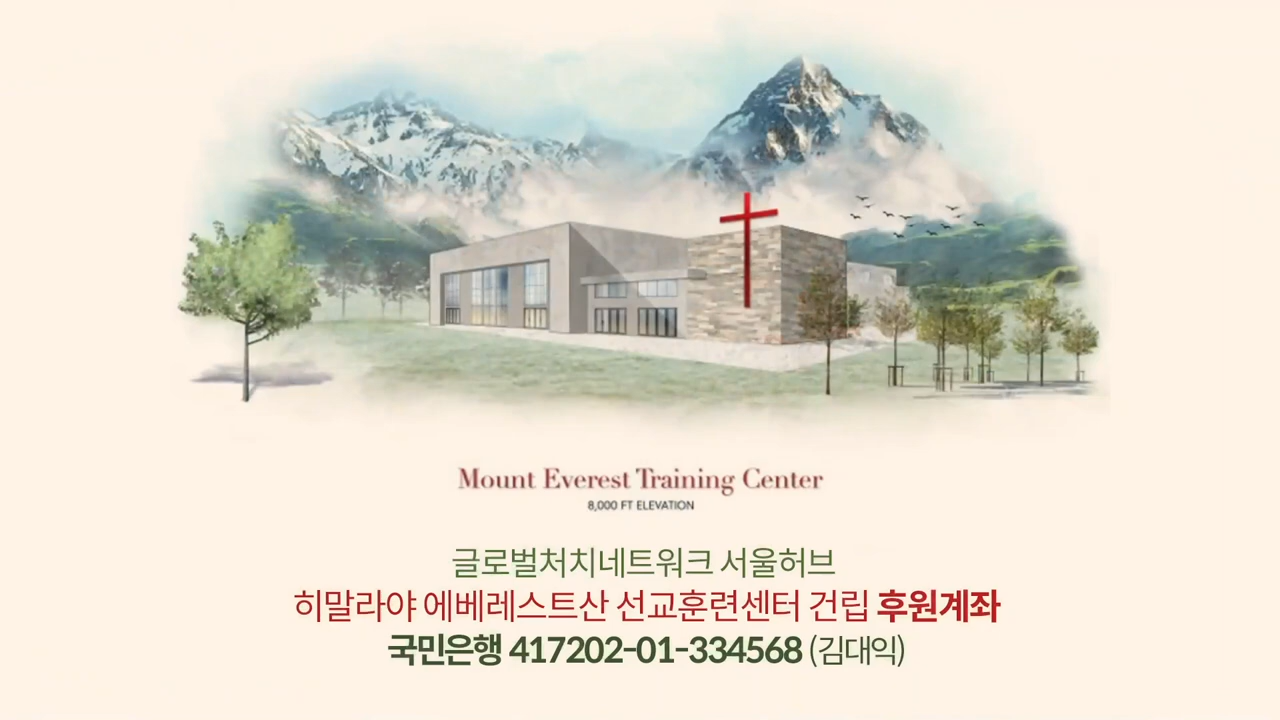 Mount Everest Training Center
8,000 FT ELEVATION
글로벌처치네트워크 서울허브
히말라야 에베레스트산 선교훈련센터 건립 후원계좌
국민은행 417202-01-334568 (김대익)